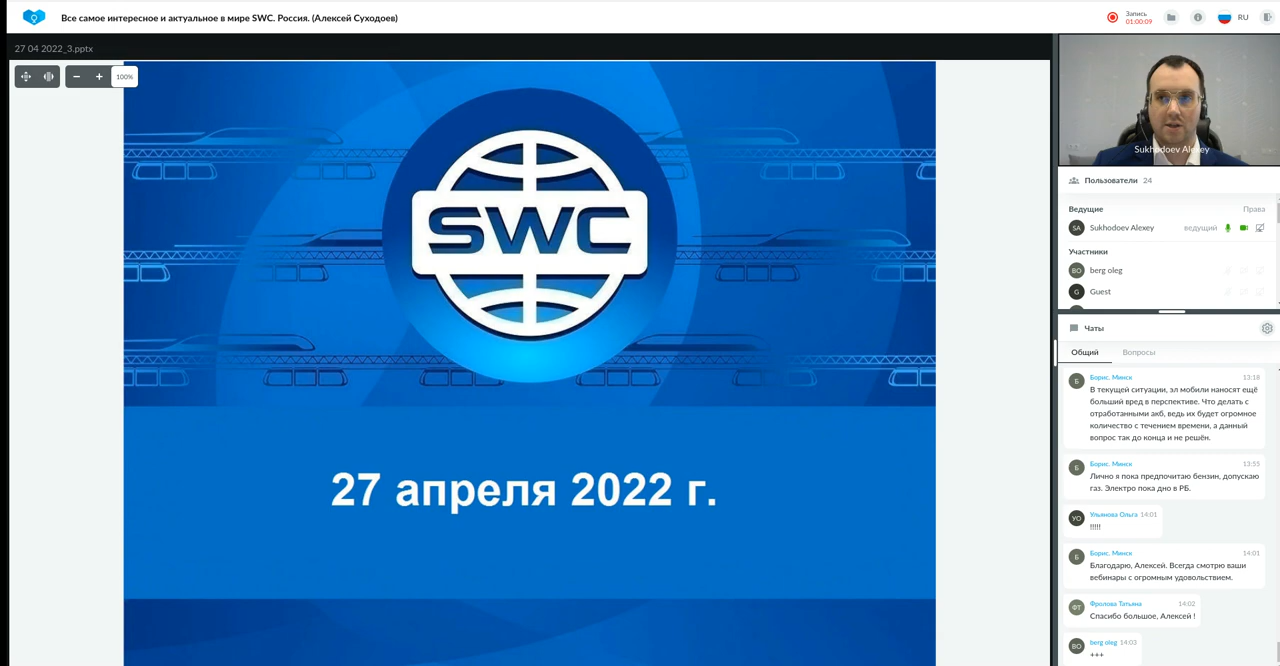 Все самое интересное и актуальное в мире SWC. Россия. (Алексей Суходоев)
Запись
01:00:09
RU
27 04 2022_3.pptx
100%
SWC
27 апреля 2022 г.
Sukhodoev Alexey
Пользователи 24
Ведущие Права
SA Sukhodoev Alexey ведущий
Участники
BO berg oleg
G Guest
Чаты
Общий Вопросы
Б Борис. Минск 13:18
В текущей ситуации, эл мобили наносят ещё
больший вред в перспективе. Что делать с
отработанными акб, ведь их будет огромное
количество с течением времени, а данный
вопрос так до конца и не решён.
Б Борис. Минск 13:55
Лично я пока предпочитаю бензин, допускаю
газ. Электро пока дно в РБ.
УО Ульянова Ольга 14:01
!!!!!
Б Борис. Минск 14:01
Благодарю, Алексей. Всегда смотрю ваши
вебинары с огромным удовольствием.
ФТ Фролова Татьяна 14:02
Спасибо большое, Алексей !
BO berg oleg 14:03
+++